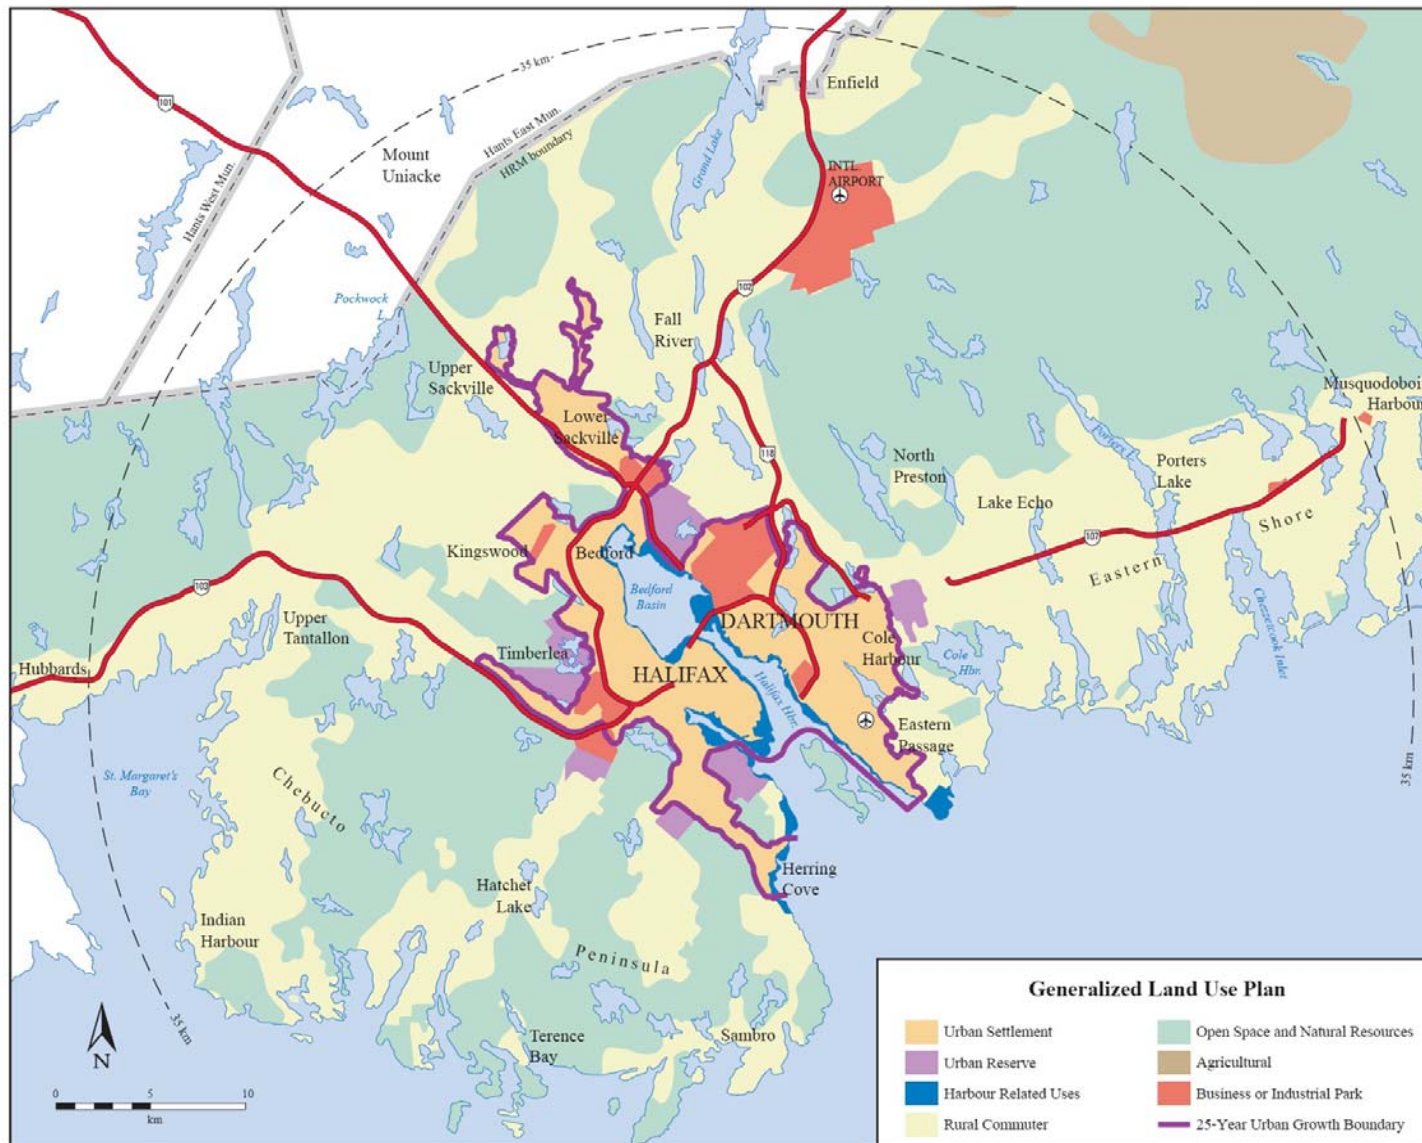 35 km
Enfield
101
Mount
Uniacke
Hants East Mun.
HRM boundary
Grand Lake
INTL
AIRPORT
Hants West Mun.
Pockwock
L.
102
Fall
River
Upper
Sackville
Lower
Sackville
Musquodoboit
Harbour
118
North
Preston
Porters L.
Porters
Lake
Lake Echo
Shore
107
Eastern
Kingswood
Bedford
103
Bedford
Basin
Upper
Tantallon
DARTMOUTH
Cole
Harbour
Cole
Hbr.
Chezzetcook Inlet
Hubbards
Timberlea
HALIFAX
Halifax Hbr.
Eastern
Passage
35 km
St. Margaret's
Bay
Chebucto
Herring
Cove
Hatchet
Lake
Indian
Harbour
Peninsula
35 km
Terence
Bay
Sambro
N
0 5 10
km
Generalized Land Use Plan
Urban Settlement
Urban Reserve
Harbour Related Uses
Rural Commuter
Open Space and Natural Resources
Agricultural
Business or Industrial Park
25-Year Urban Growth Boundary